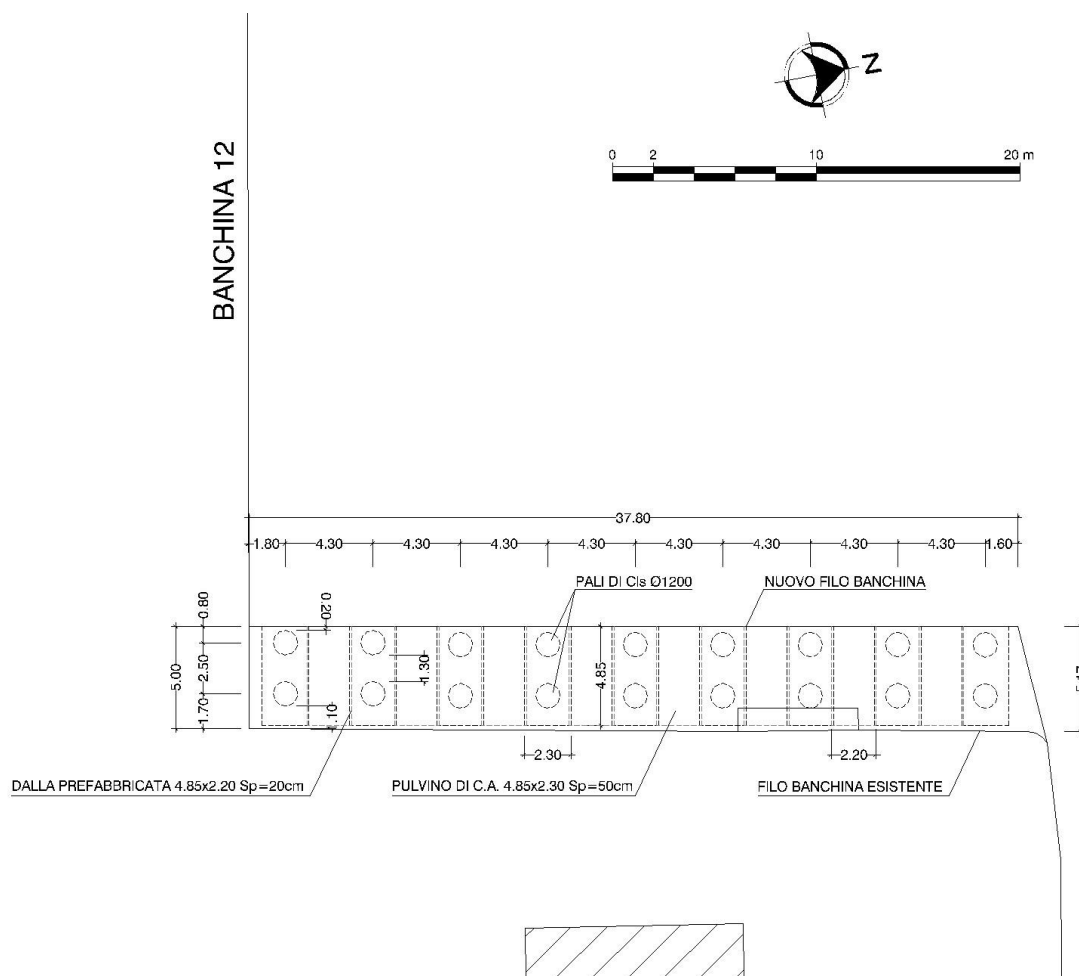 N
0 2 10 20 m
BANCHINA 12
37.80
1.80 4.30 4.30 4.30 4.30 4.30 4.30 4.30 4.30 1.60
PALI DI Cls Ø1200 NUOVO FILO BANCHINA
0.80
0.20
5.00
2.50
1.30
4.85
1.70
1.10
2.30
2.20
DALLA PREFABBRICATA 4.85x2.20 Sp=20cm PULVINO DI C.A. 4.85x2.30 Sp=50cm FILO BANCHINA ESISTENTE